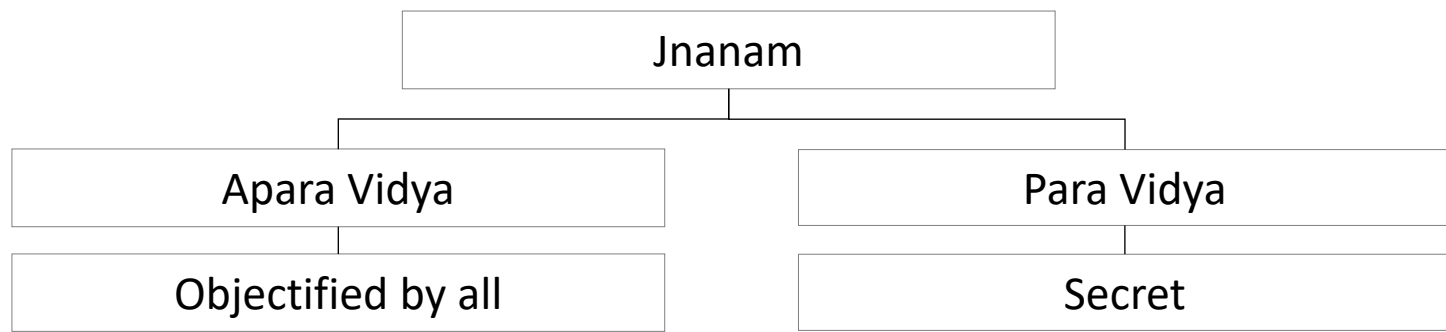 Jnanam
Apara Vidya
Para Vidya
Objectified by all
Secret